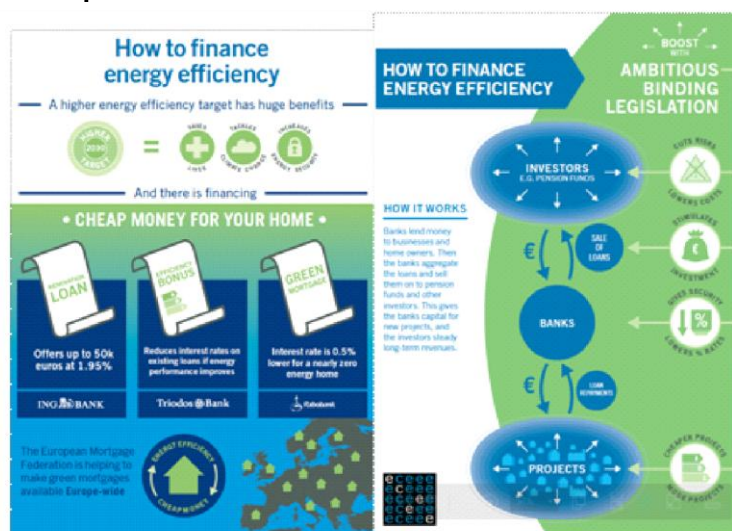 How to finance
energy efficiency
A higher energy efficiency target has huge benefits
HIGHER
2030
TARGET
=
SAVES
LIVES
TACKLES
CLIMATE CHANGE
INCREASES
ENERGY SECURITY
And there is financing
• CHEAP MONEY FOR YOUR HOME •
RENOVATION
LOAN
Offers up to 50k
euros at 1.95%
ING BANK
EFFICIENCY
BONUS
Reduces interest rates on
existing loans if energy
performance improves
Triodos Bank
GREEN
MORTGAGE
Interest rate is 0.5%
lower for a nearly zero
energy home
Rabobank
The European Mortgage
Federation is helping to
make green mortgages
available Europe-wide
ENERGY EFFICIENCY
CHEAP MONEY
HOW TO FINANCE
ENERGY EFFICIENCY
BOOST
WITH
AMBITIOUS
BINDING
LEGISLATION
INVESTORS
E.G. PENSION FUNDS
CUTS RISKS
LOWERS COSTS
HOW IT WORKS
Banks lend money
to businesses and
home owners. Then
the banks aggregate
the loans and sell
them on to pension
funds and other
investors. This gives
the banks capital for
new projects, and
the investors steady
long-term revenues.
€
SALE
OF
LOANS
STIMULATES
€
INVESTMENT
BANKS
GIVES SECURITY
%
LOWERS % RATES
€
LOAN
REPAYMENTS
PROJECTS
CHEAPER PROJECTS
MORE PROJECTS
eceee
eceee
eceee
eceee
eceee